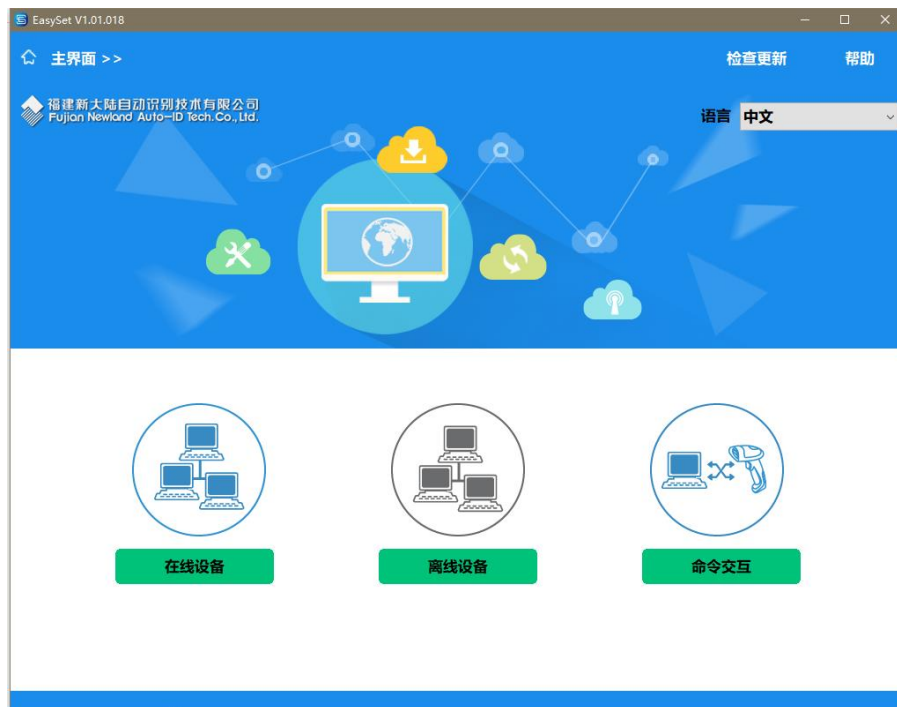 EasySet V1.01.018
主界面 >>
检查更新
帮助
福建新大陆自动识别技术有限公司
Fujian Newland Auto-ID Tech.Co.,Ltd.
语言 中文
在线设备
离线设备
命令交互